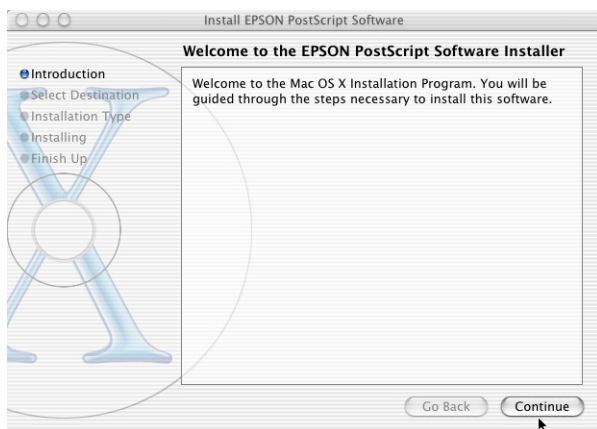 Install EPSON PostScript Software
Welcome to the EPSON PostScript Software Installer
Introduction
Select Destination
Installation Type
Installing
Finish Up
Welcome to the Mac OS X Installation Program. You will be
guided through the steps necessary to install this software.
Go Back
Continue